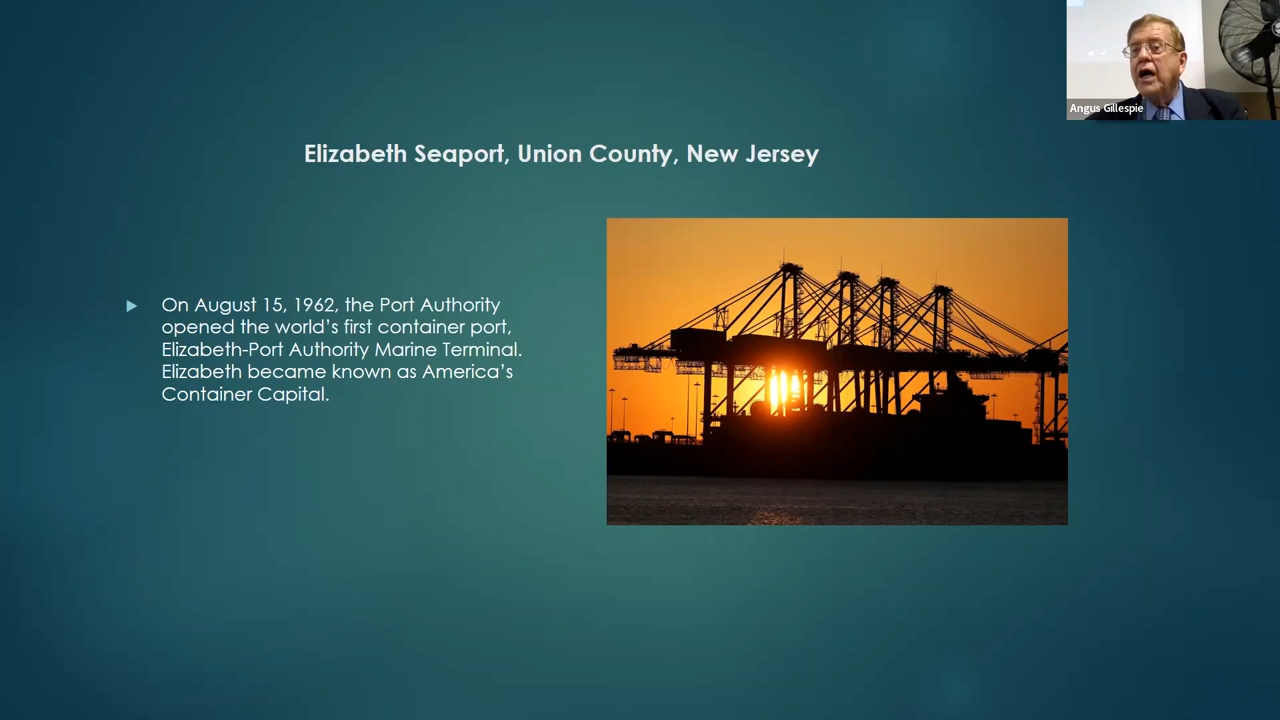 Angus Gillespie
Elizabeth Seaport, Union County, New Jersey
On August 15, 1962, the Port Authority
opened the world’s first container port,
Elizabeth-Port Authority Marine Terminal.
Elizabeth became known as America’s
Container Capital.